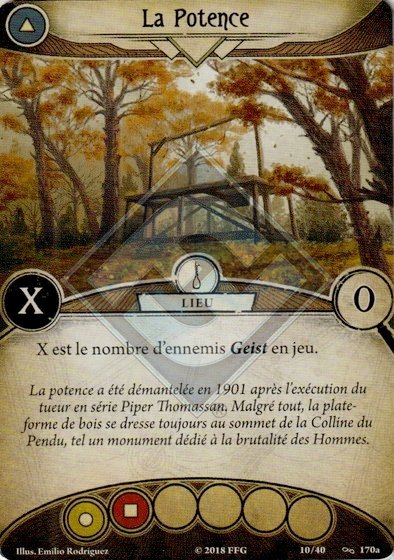 La Potence
X
LIEU
0
X est le nombre d'ennemis Geist en jeu.
La potence a été démantelée en 1901 après l'exécution du
tueur en série Piper Thomassan. Malgré tout, la plate-
forme de bois se dresse toujours au sommet de la Colline du
Pendu, tel un monument dédié à la brutalité des Hommes.
Illus. Emilio Rodriguez © 2018 FFG 10/40 170a